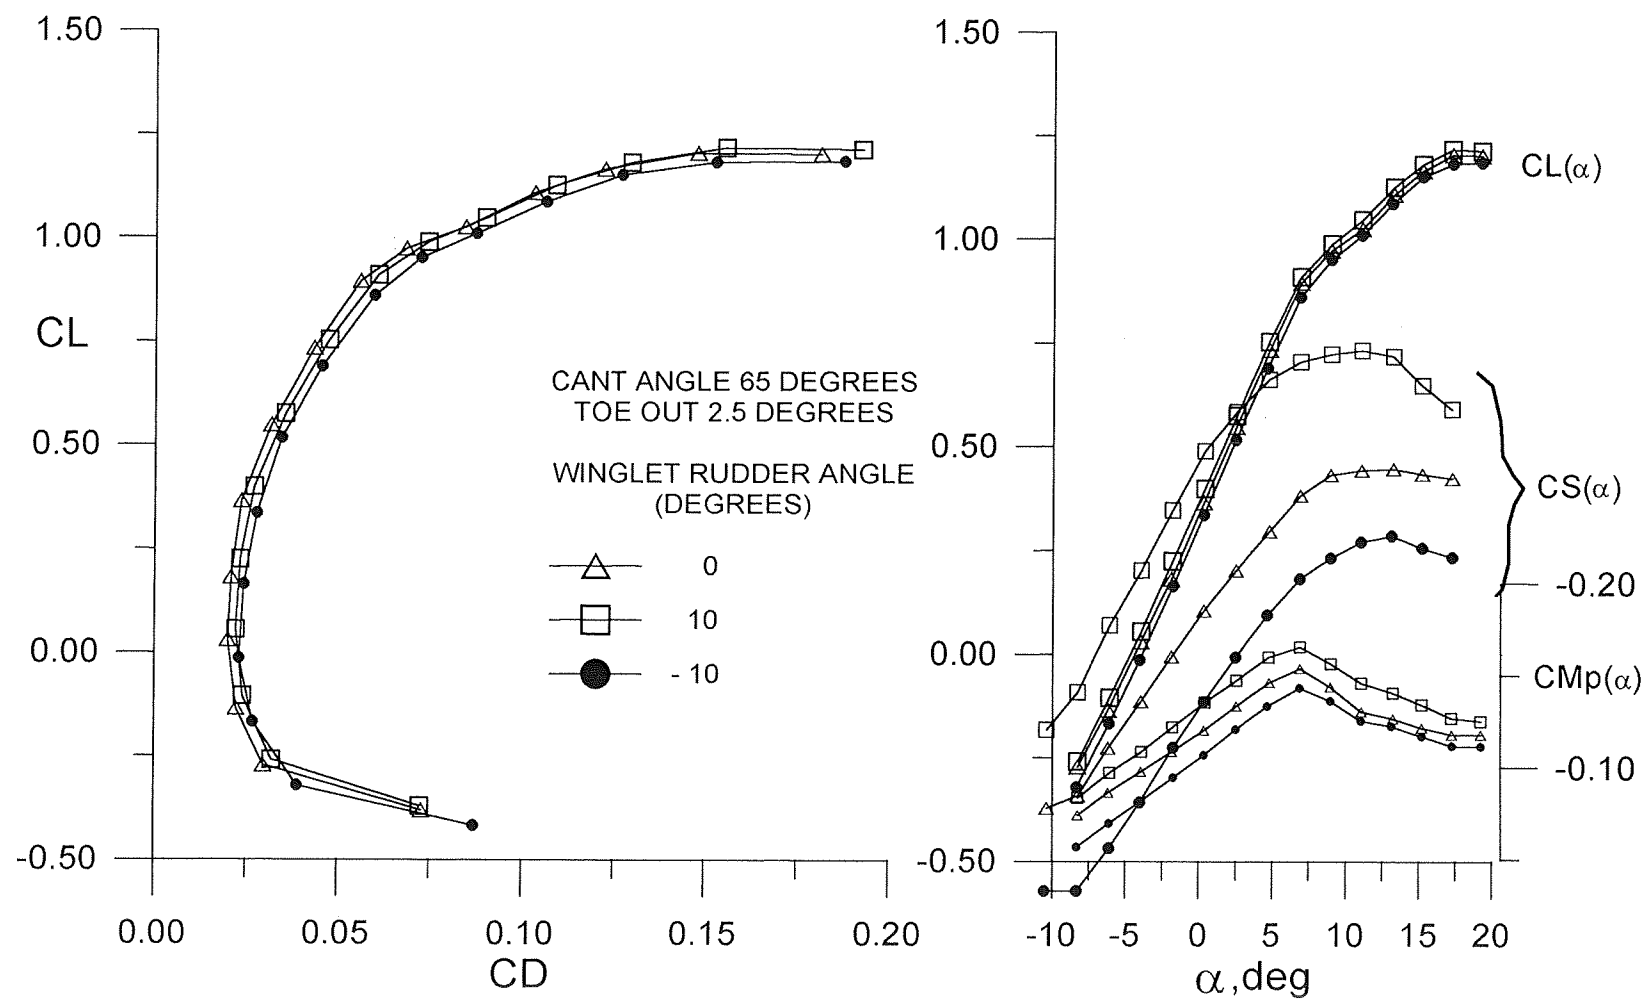 1.50
1.00
CL
0.50
0.00
-0.50
0.00 0.05 0.10 0.15 0.20
CD
CANT ANGLE 65 DEGREES
TOE OUT 2.5 DEGREES
WINGLET RUDDER ANGLE
(DEGREES)
0
10
- 10
1.50
1.00
0.50
0.00
-0.50
-10 -5 0 5 10 15 20
α,deg
CL(α)
CS(α)
-0.20
CMp(α)
-0.10